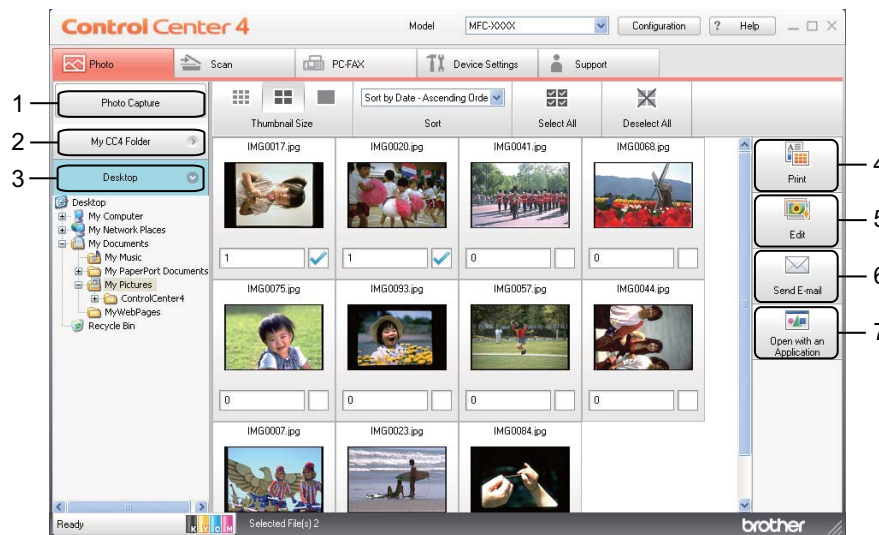 Control Center 4
Model
MFC-XXXX
Configuration
? Help
Photo
Scan
PC-FAX
Device Settings
Support
1
Photo Capture
2
My CC4 Folder
3
Desktop
Thumbnail Size
Sort by Date - Ascending Orde
Sort
Select All
Deselect All
Desktop
My Computer
My Network Places
My Documents
My Music
My PaperPort Documents
My Pictures
ControlCenter4
MyWebPages
Recycle Bin
IMG0017.jpg
IMG0020.jpg
IMG0041.jpg
IMG0068.jpg
1
1
0
0
IMG0075.jpg
IMG0093.jpg
IMG0057.jpg
IMG0044.jpg
0
0
0
0
IMG0007.jpg
IMG0023.jpg
IMG0084.jpg
Print
4
Edit
5
Send E-mail
6
Open with an
Application
7
Ready
K Y C M
Selected File(s) 2
brother